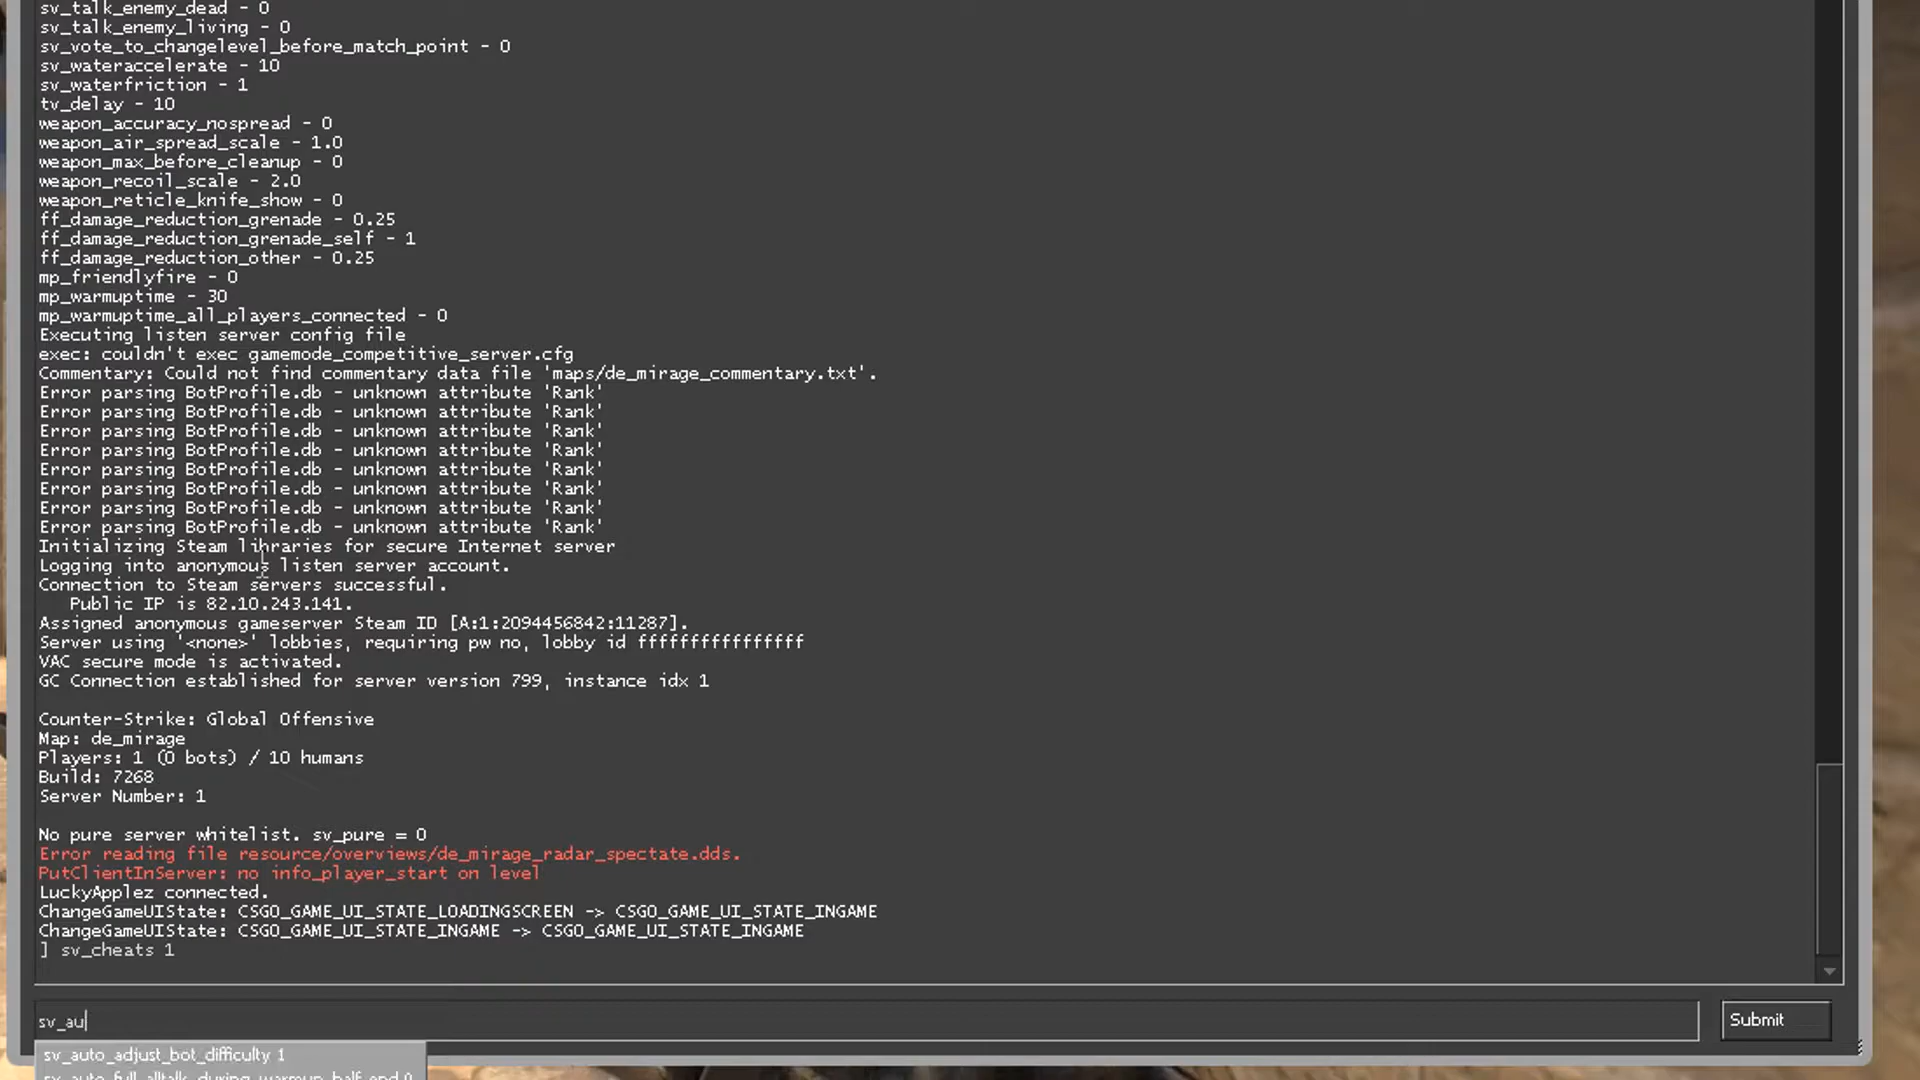 sv_talk_enemy_dead - 0
sv_talk_enemy_living - 0
sv_vote_to_changelevel_before_match_point - 0
sv_wateraccelerate - 10
sv_waterfriction - 1
tv_delay - 10
weapon_accuracy_nospread - 0
weapon_air_spread_scale - 1.0
weapon_max_before_cleanup - 0
weapon_recoil_scale - 2.0
weapon_reticle_knife_show - 0
ff_damage_reduction_grenade - 0.25
ff_damage_reduction_grenade_self - 1
ff_damage_reduction_other - 0.25
mp_friendlyfire - 0
mp_warmuptime - 30
mp_warmuptime_all_players_connected - 0
Executing listen server config file
exec: couldn't exec gamemode_competitive_server.cfg
Commentary: Could not find commentary data file 'maps/de_mirage_commentary.txt'.
Error parsing BotProfile.db - unknown attribute 'Rank'
Error parsing BotProfile.db - unknown attribute 'Rank'
Error parsing BotProfile.db - unknown attribute 'Rank'
Error parsing BotProfile.db - unknown attribute 'Rank'
Error parsing BotProfile.db - unknown attribute 'Rank'
Error parsing BotProfile.db - unknown attribute 'Rank'
Error parsing BotProfile.db - unknown attribute 'Rank'
Error parsing BotProfile.db - unknown attribute 'Rank'
Initializing Steam libraries for secure Internet server
Logging into anonymous listen server account.
Connection to Steam servers successful.
Public IP is 82.10.243.141.
Assigned anonymous gameserver Steam ID [A:1:2094456842:11287].
Server using '<none>' lobbies, requiring pw no, lobby id ffffffffffffffff
VAC secure mode is activated.
GC Connection established for server version 799, instance idx 1
Counter-Strike: Global Offensive
Map: de_mirage
Players: 1 (0 bots) / 10 humans
Build: 7268
Server Number: 1
No pure server whitelist. sv_pure = 0
Error reading file resource/overviews/de_mirage_radar_spectate.dds.
PutClientInServer: no info_player_start on level
LuckyApplez connected.
ChangeGameUIState: CSGO_GAME_UI_STATE_LOADINGSCREEN -> CSGO_GAME_UI_STATE_INGAME
ChangeGameUIState: CSGO_GAME_UI_STATE_INGAME -> CSGO_GAME_UI_STATE_INGAME
] sv_cheats 1
sv_au
Submit
sv_auto_adjust_bot_difficulty 1
sv_auto_full_alltalk_during_warmup_half_end 0